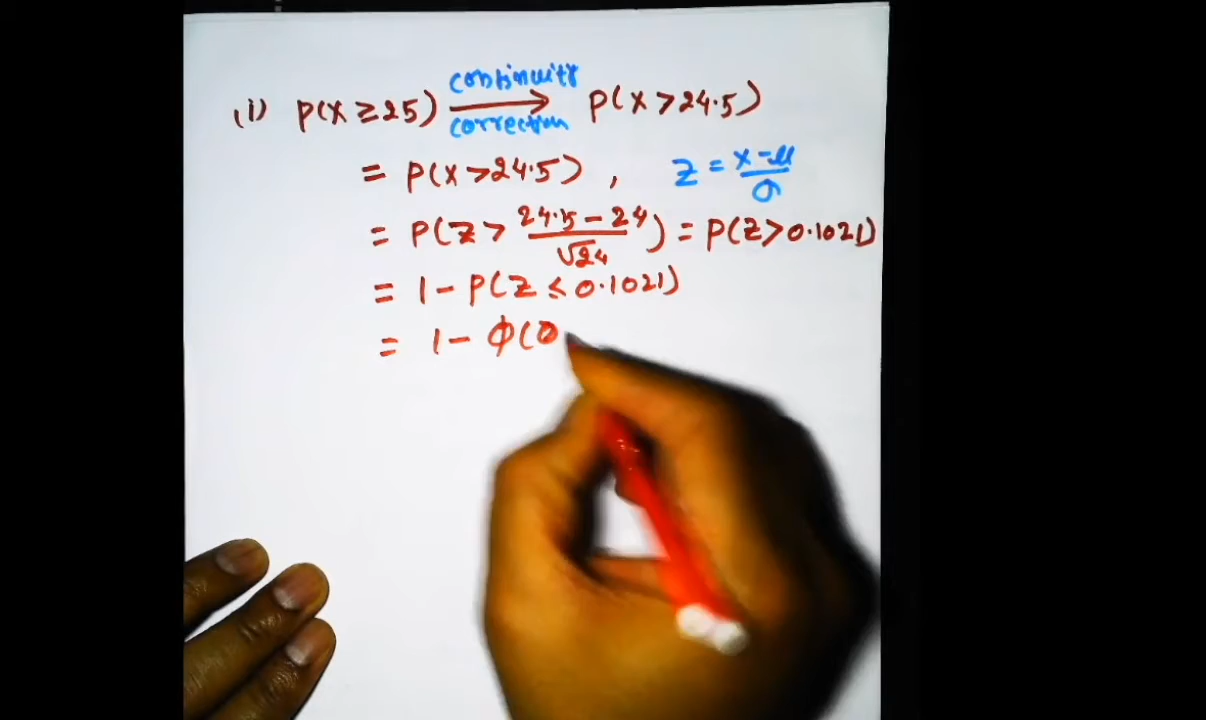 (i) P(X ≥ 25) continuity correction → P(X > 24.5)
= P(X > 24.5) , Z = X-μ/σ
= P(Z > 24.5-24/√24) = P(Z > 0.1021)
= 1 - P(Z ≤ 0.1021)
= 1 - ϕ(0